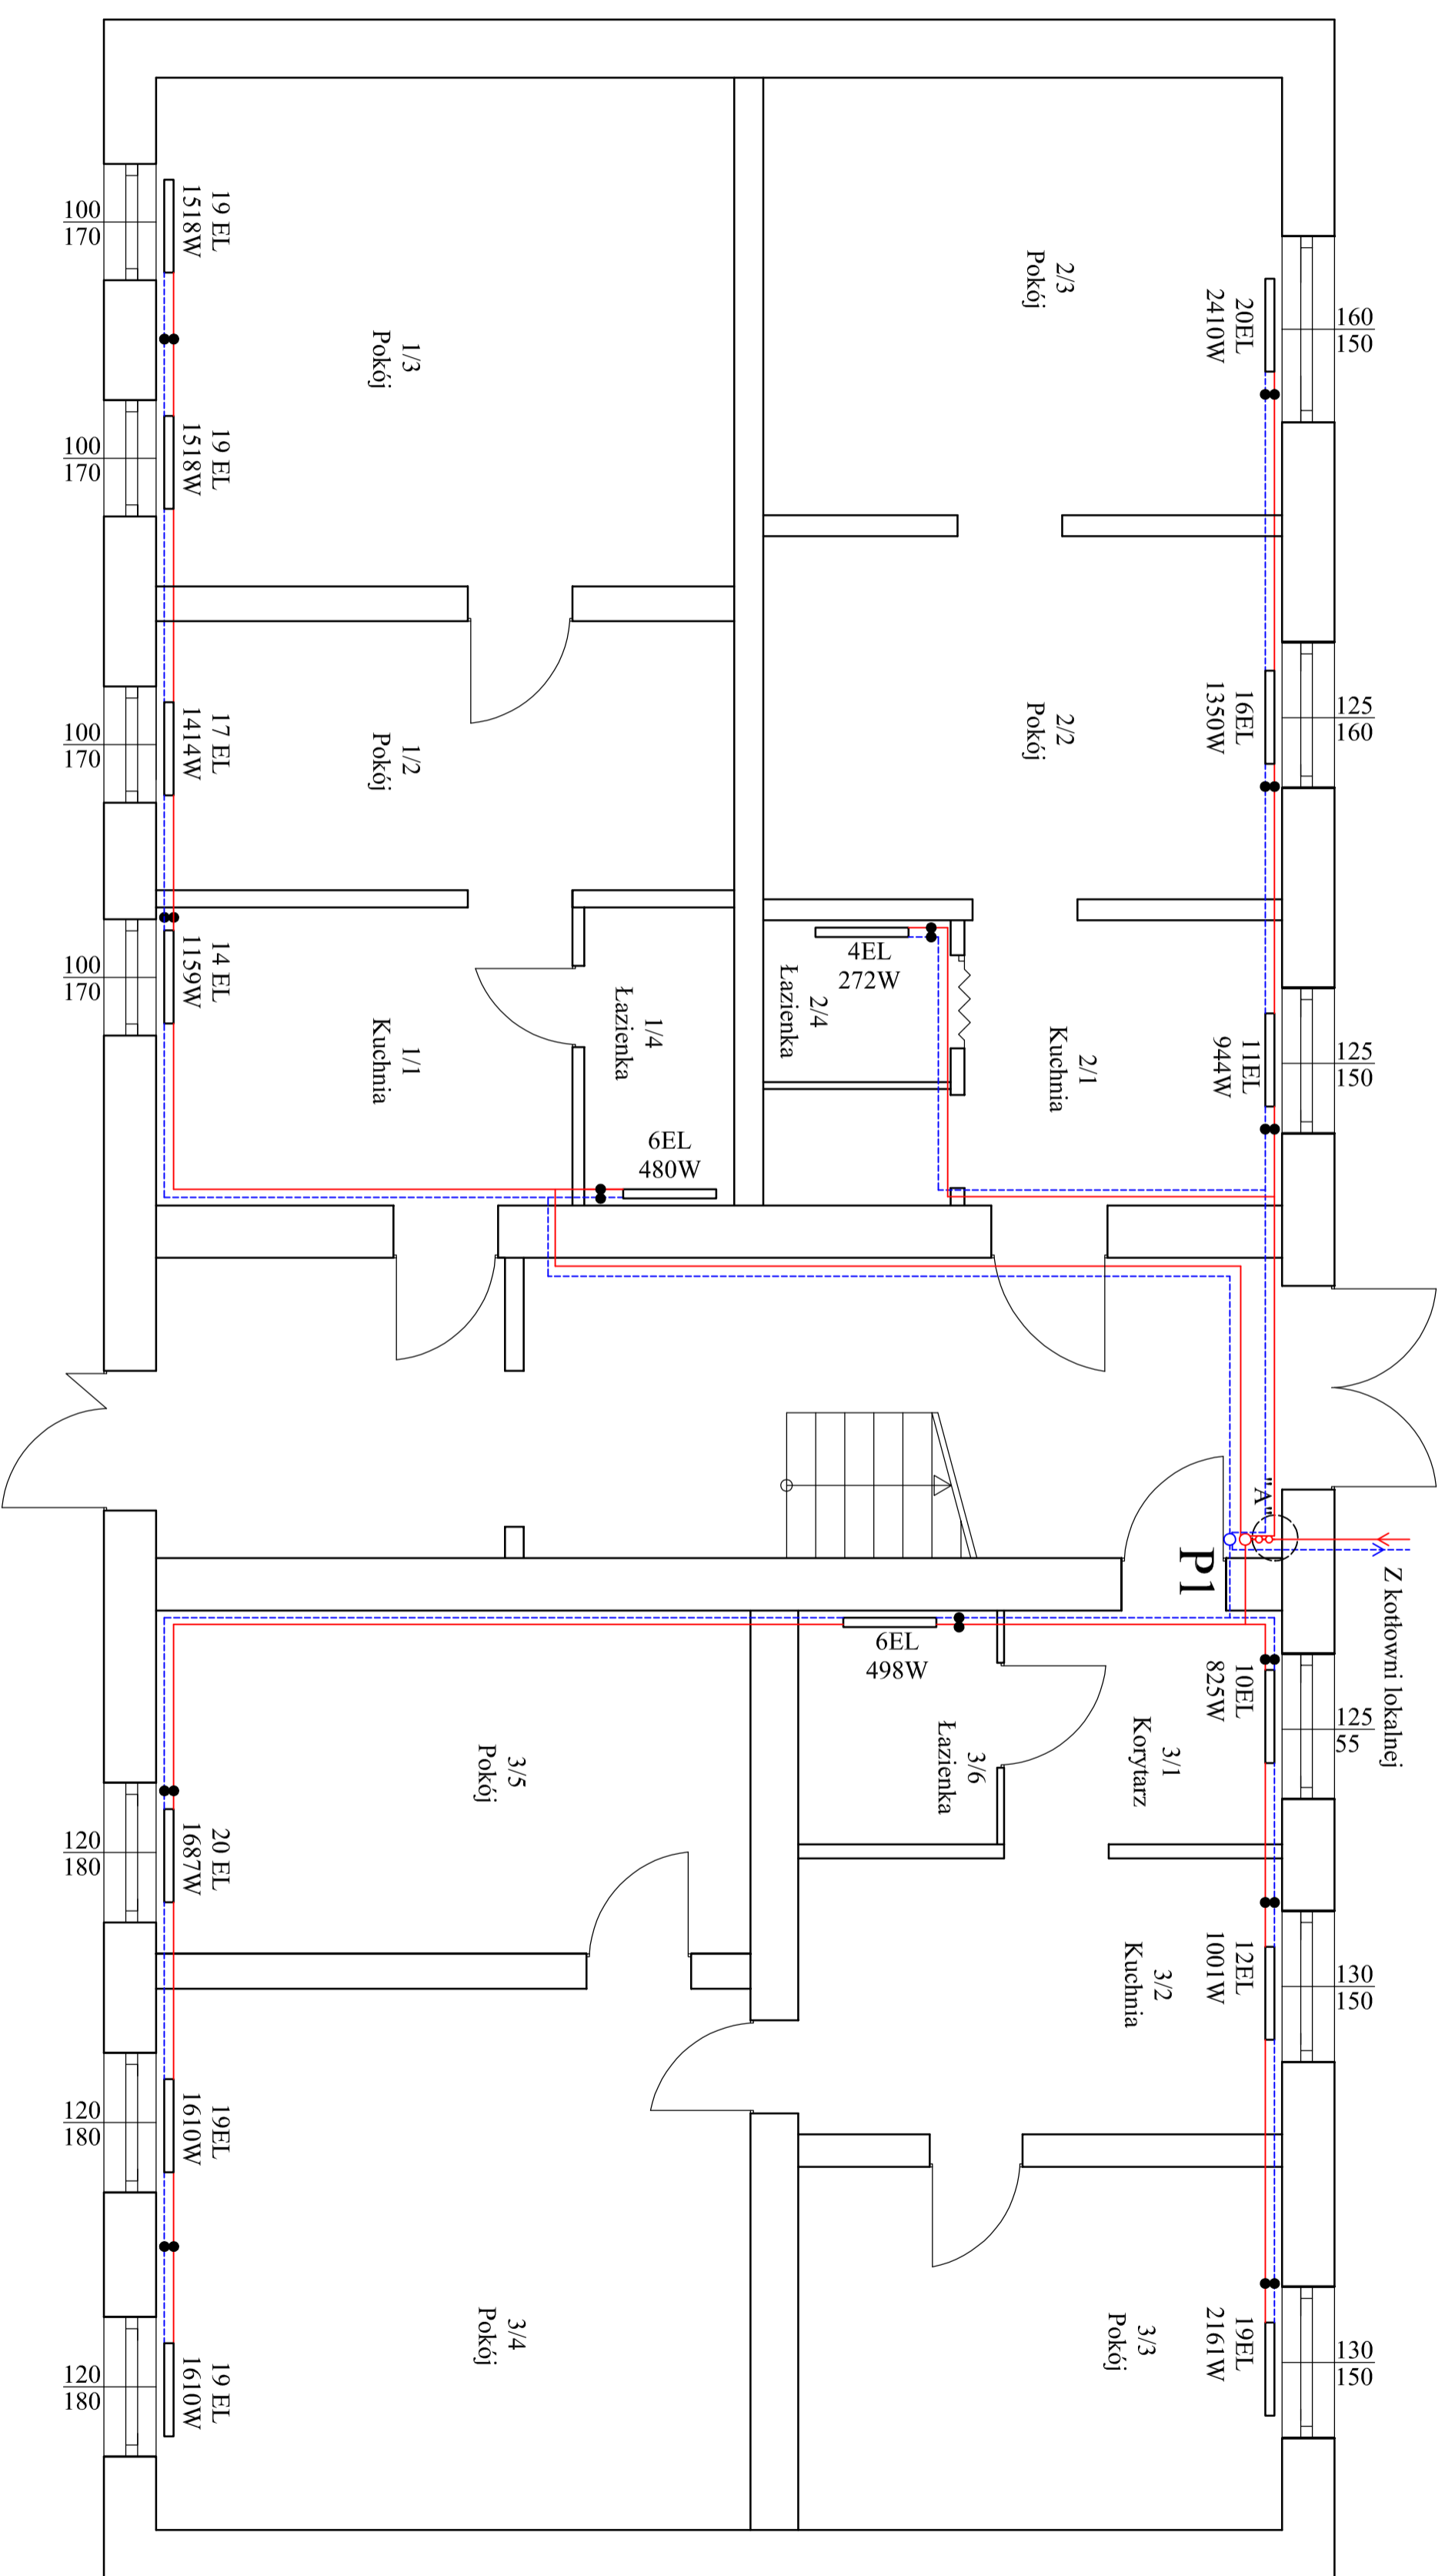 100
170
19 EL
1518W
100
170
19 EL
1518W
100
170
17 EL
1414W
100
170
14 EL
1159W
1/3
Pokój
1/2
Pokój
1/1
Kuchnia
1/4
Łazienka
6EL
480W
2/3
Pokój
2/2
Pokój
2/1
Kuchnia
2/4
Łazienka
4EL
272W
20EL
2410W
160
150
16EL
1350W
125
160
11EL
944W
125
150
"A"
P1
Z kotłowni lokalnej
10EL
825W
125
55
3/1
Korytarz
6EL
498W
3/6
Łazienka
12EL
1001W
130
150
3/2
Kuchnia
19EL
2161W
130
150
3/3
Pokój
3/5
Pokój
3/4
Pokój
120
180
20 EL
1687W
120
180
19EL
1610W
120
180
19 EL
1610W